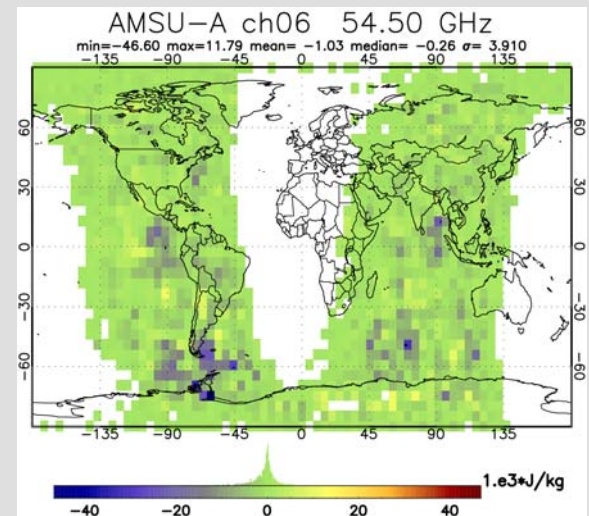 AMSU-A ch06 54.50 GHz
min=-46.60 max=11.79 mean= -1.03 median= -0.26 σ= 3.910
-135 -90 -45 0 45 90 135
60 60
30 30
0 0
-30 -30
-60 -60
-135 -90 -45 0 45 90 135
1.e3*J/kg
-40 -20 0 20 40